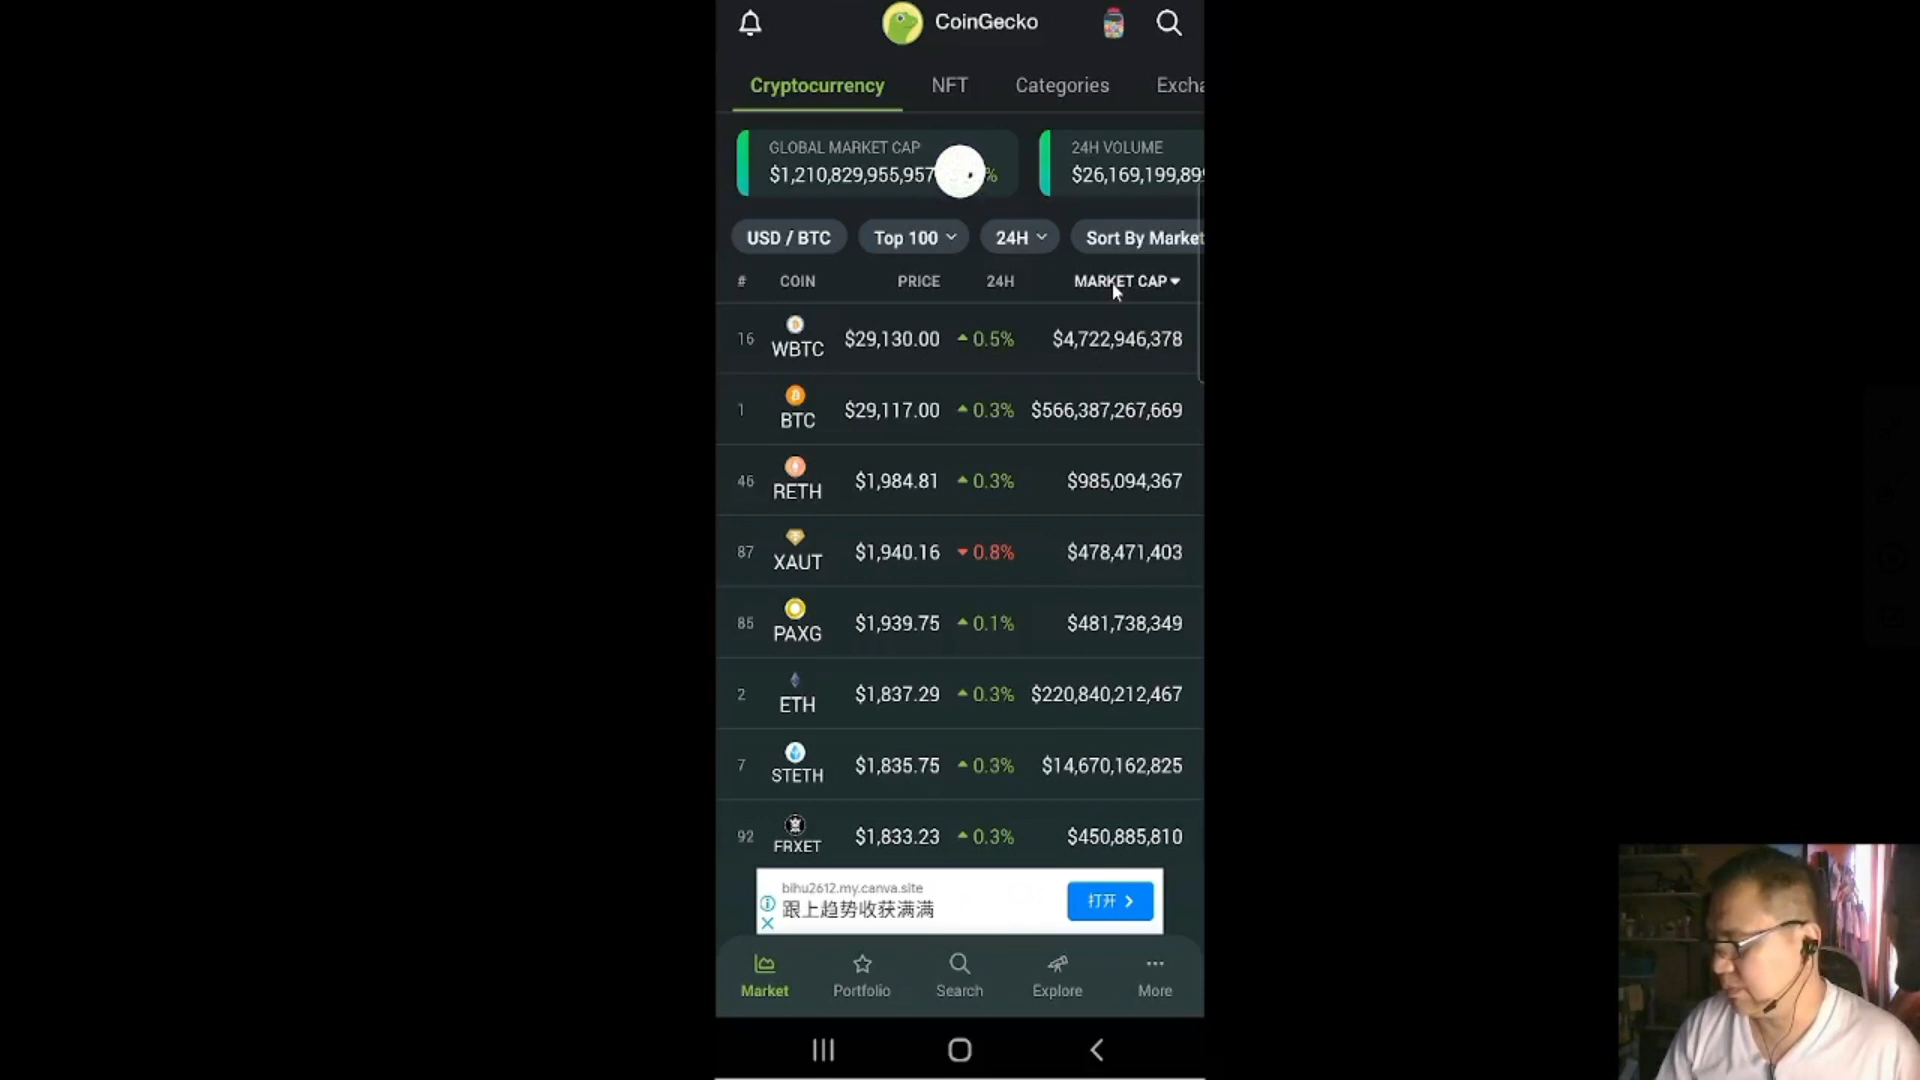 CoinGecko
Cryptocurrency NFT Categories Excha
GLOBAL MARKET CAP 24H VOLUME
$1,210,829,955,957 % $26,169,199,899
USD / BTC Top 100 24H Sort By Market
# COIN PRICE 24H MARKET CAP
16 WBTC $29,130.00 0.5% $4,722,946,378
1 BTC $29,117.00 0.3% $566,387,267,669
46 RETH $1,984.81 0.3% $985,094,367
87 XAUT $1,940.16 0.8% $478,471,403
85 PAXG $1,939.75 0.1% $481,738,349
2 ETH $1,837.29 0.3% $220,840,212,467
7 STETH $1,835.75 0.3% $14,670,162,825
92 FRXET $1,833.23 0.3% $450,885,810
bihu2612.my.canva.site
跟上趋势收获满满 打开
Market Portfolio Search Explore More